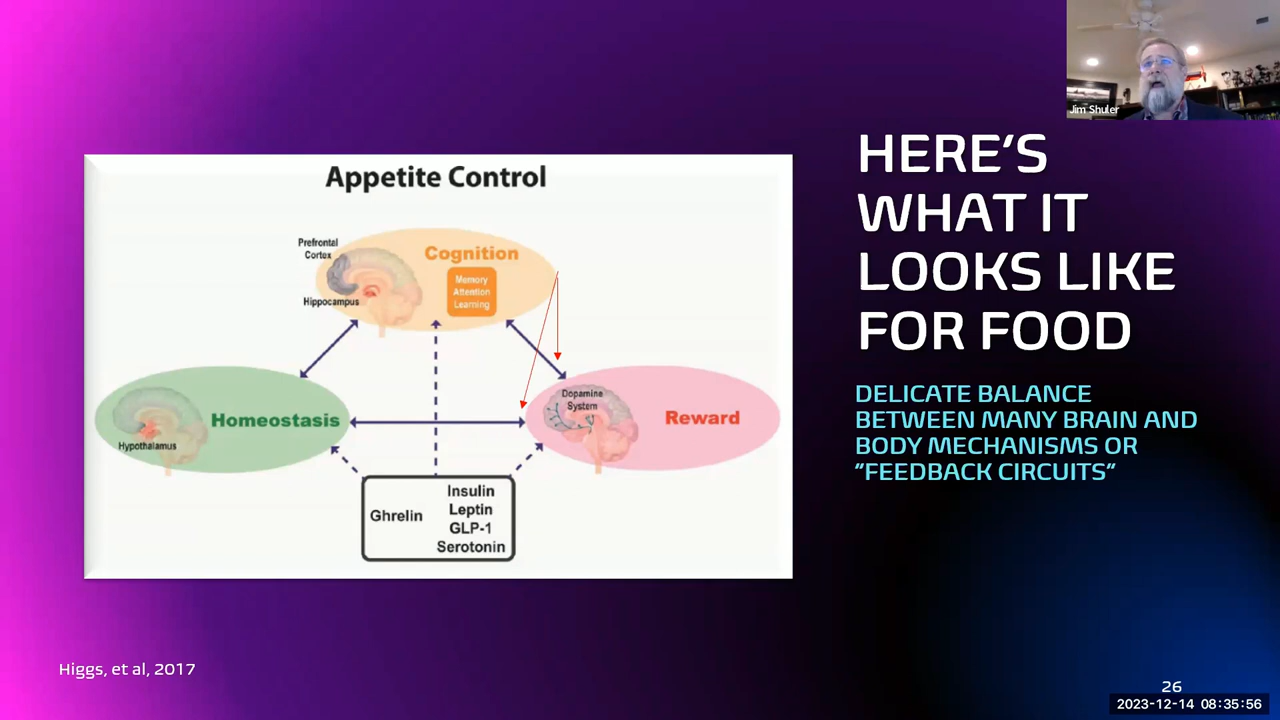 Jim Shuler
HERE'S
WHAT IT
LOOKS LIKE
FOR FOOD
DELICATE BALANCE
BETWEEN MANY BRAIN AND
BODY MECHANISMS OR
"FEEDBACK CIRCUITS"
Appetite Control
Prefrontal
Cortex
Hippocampus
Cognition
Memory
Attention
Learning
Homeostasis
Hypothalamus
Dopamine
System
Reward
Ghrelin
Insulin
Leptin
GLP-1
Serotonin
Higgs, et al, 2017
26
2023-12-14 08:35:56